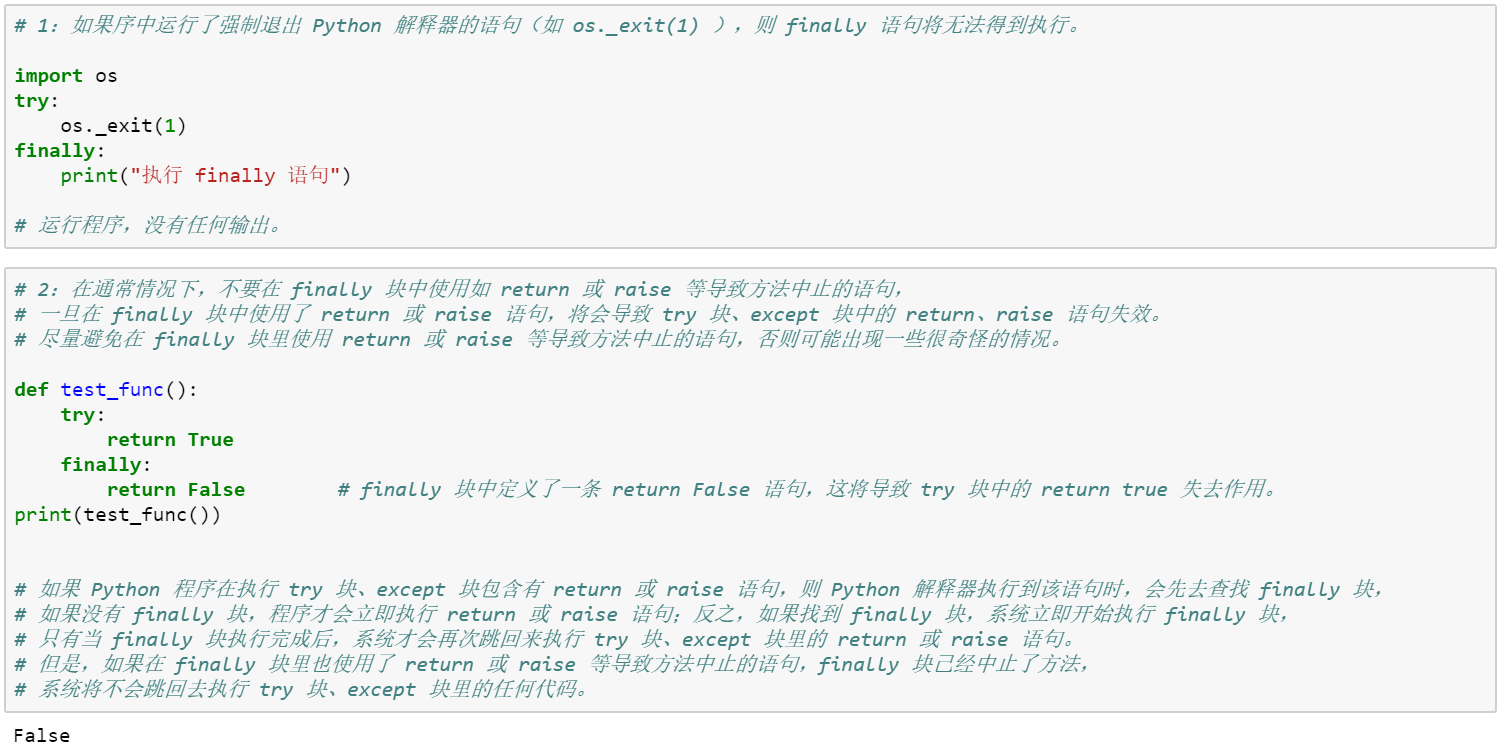 # 1: 如果序中运行了强制退出 Python 解释器的语句（如 os._exit(1) ），则 finally 语句将无法得到执行。
import os
try:
    os._exit(1)
finally:
    print("执行 finally 语句")
# 运行程序，没有任何输出。
# 2: 在通常情况下，不要在 finally 块中使用如 return 或 raise 等导致方法中止的语句，
# 一旦在 finally 块中使用了 return 或 raise 语句，将会导致 try 块、except 块中的 return、raise 语句失效。
# 尽量避免在 finally 块里使用 return 或 raise 等导致方法中止的语句，否则可能出现一些很奇怪的情况。
def test_func():
    try:
        return True
    finally:
        return False        # finally 块中定义了一条 return False 语句，这将导致 try 块中的 return true 失去作用。
print(test_func())
# 如果 Python 程序在执行 try 块、except 块包含有 return 或 raise 语句，则 Python 解释器执行到该语句时，会先去查找 finally 块，
# 如果没有 finally 块，程序才会立即执行 return 或 raise 语句；反之，如果找到 finally 块，系统立即开始执行 finally 块，
# 只有当 finally 块执行完成后，系统才会再次跳回来执行 try 块、except 块里的 return 或 raise 语句。
# 但是，如果在 finally 块里也使用了 return 或 raise 等导致方法中止的语句，finally 块己经中止了方法，
# 系统将不会跳回去执行 try 块、except 块里的任何代码。
False